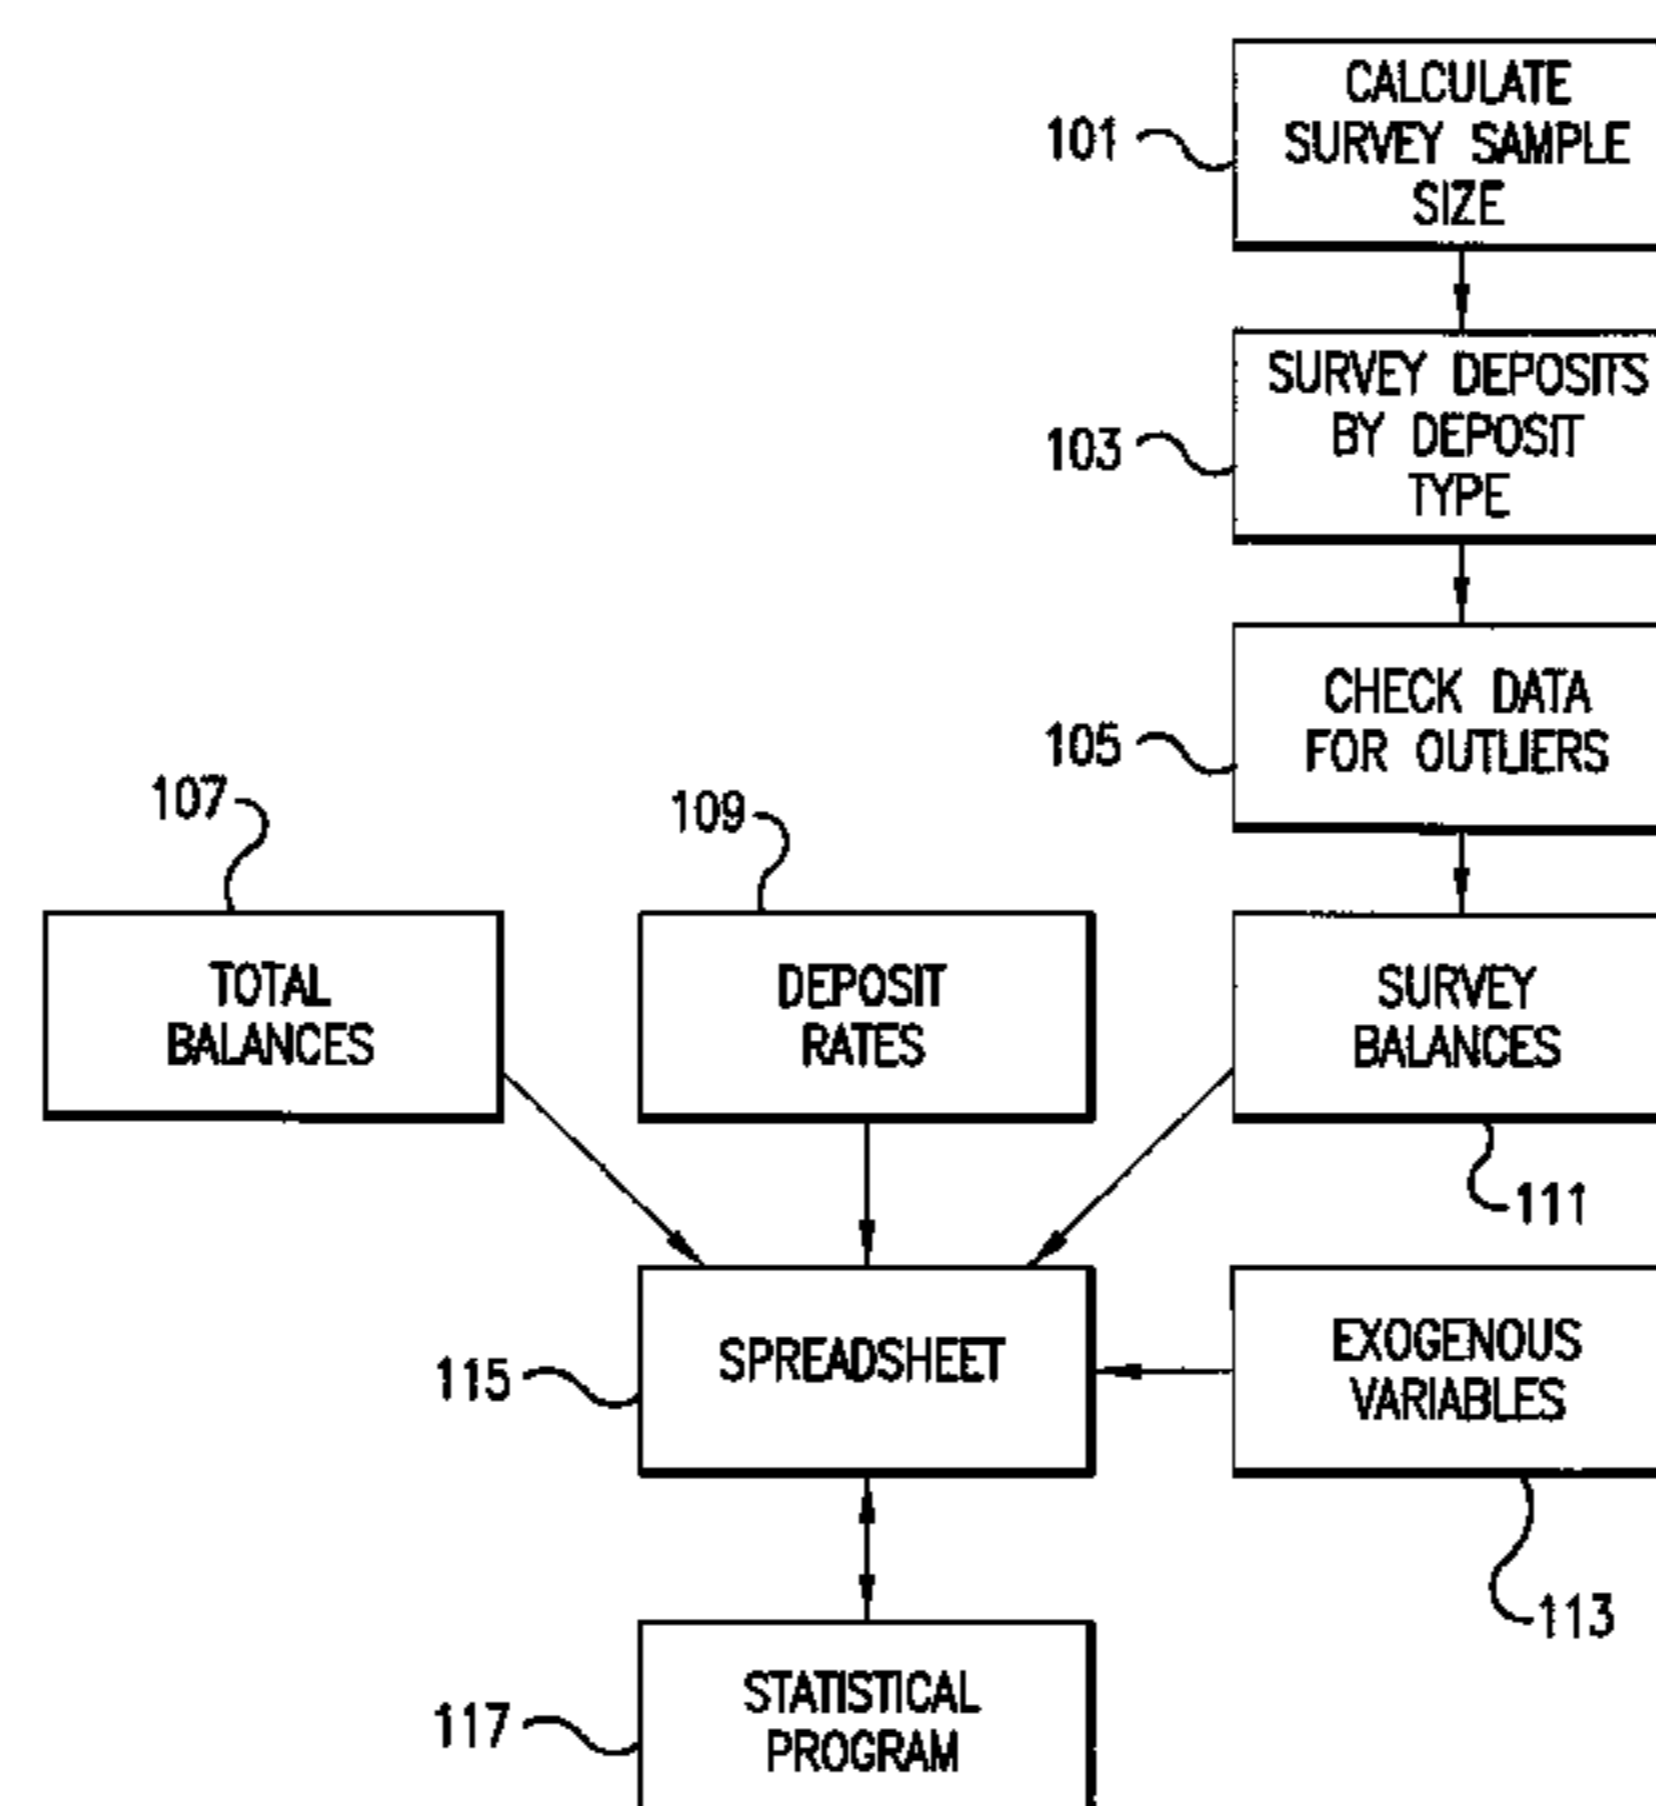 CALCULATE
101
SURVEY SAMPLE
SIZE
SURVEY DEPOSITS
103
BY DEPOSIT
TYPE
CHECK DATA
105
FOR OUTLIERS
107
109
TOTAL
BALANCES
DEPOSIT
RATES
SURVEY
BALANCES
111
115
SPREADSHEET
EXOGENOUS
VARIABLES
113
117
STATISTICAL
PROGRAM